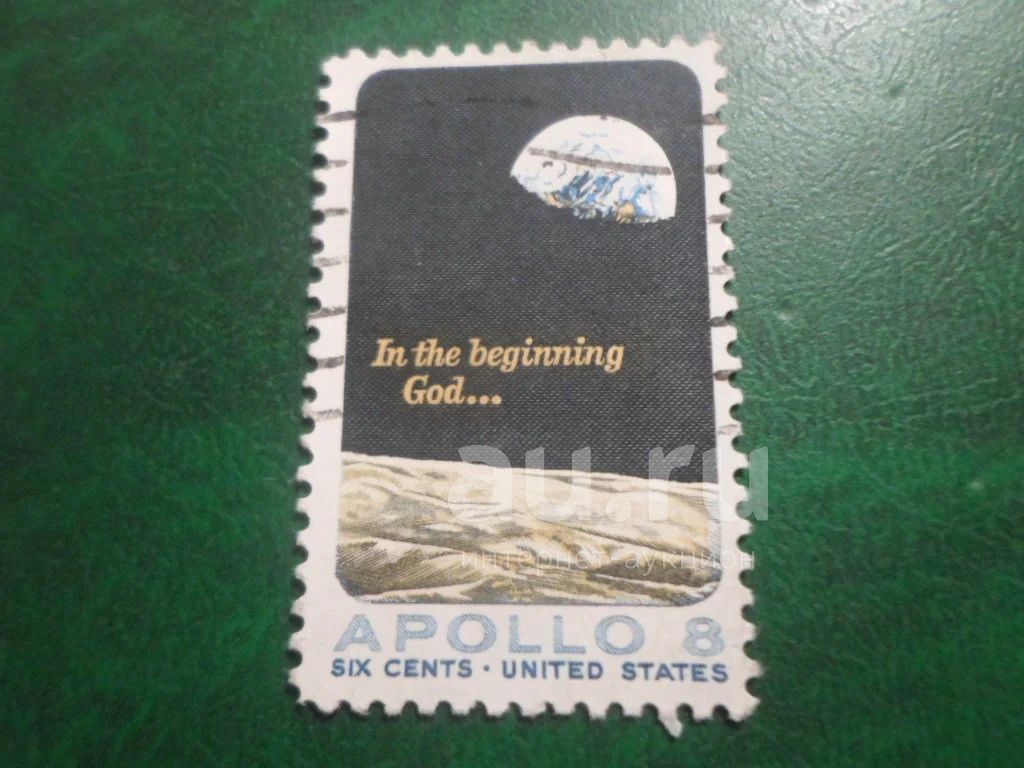 In the beginning
God...
au.ru
интернет аукцион
APOLLO 8
SIX CENTS · UNITED STATES